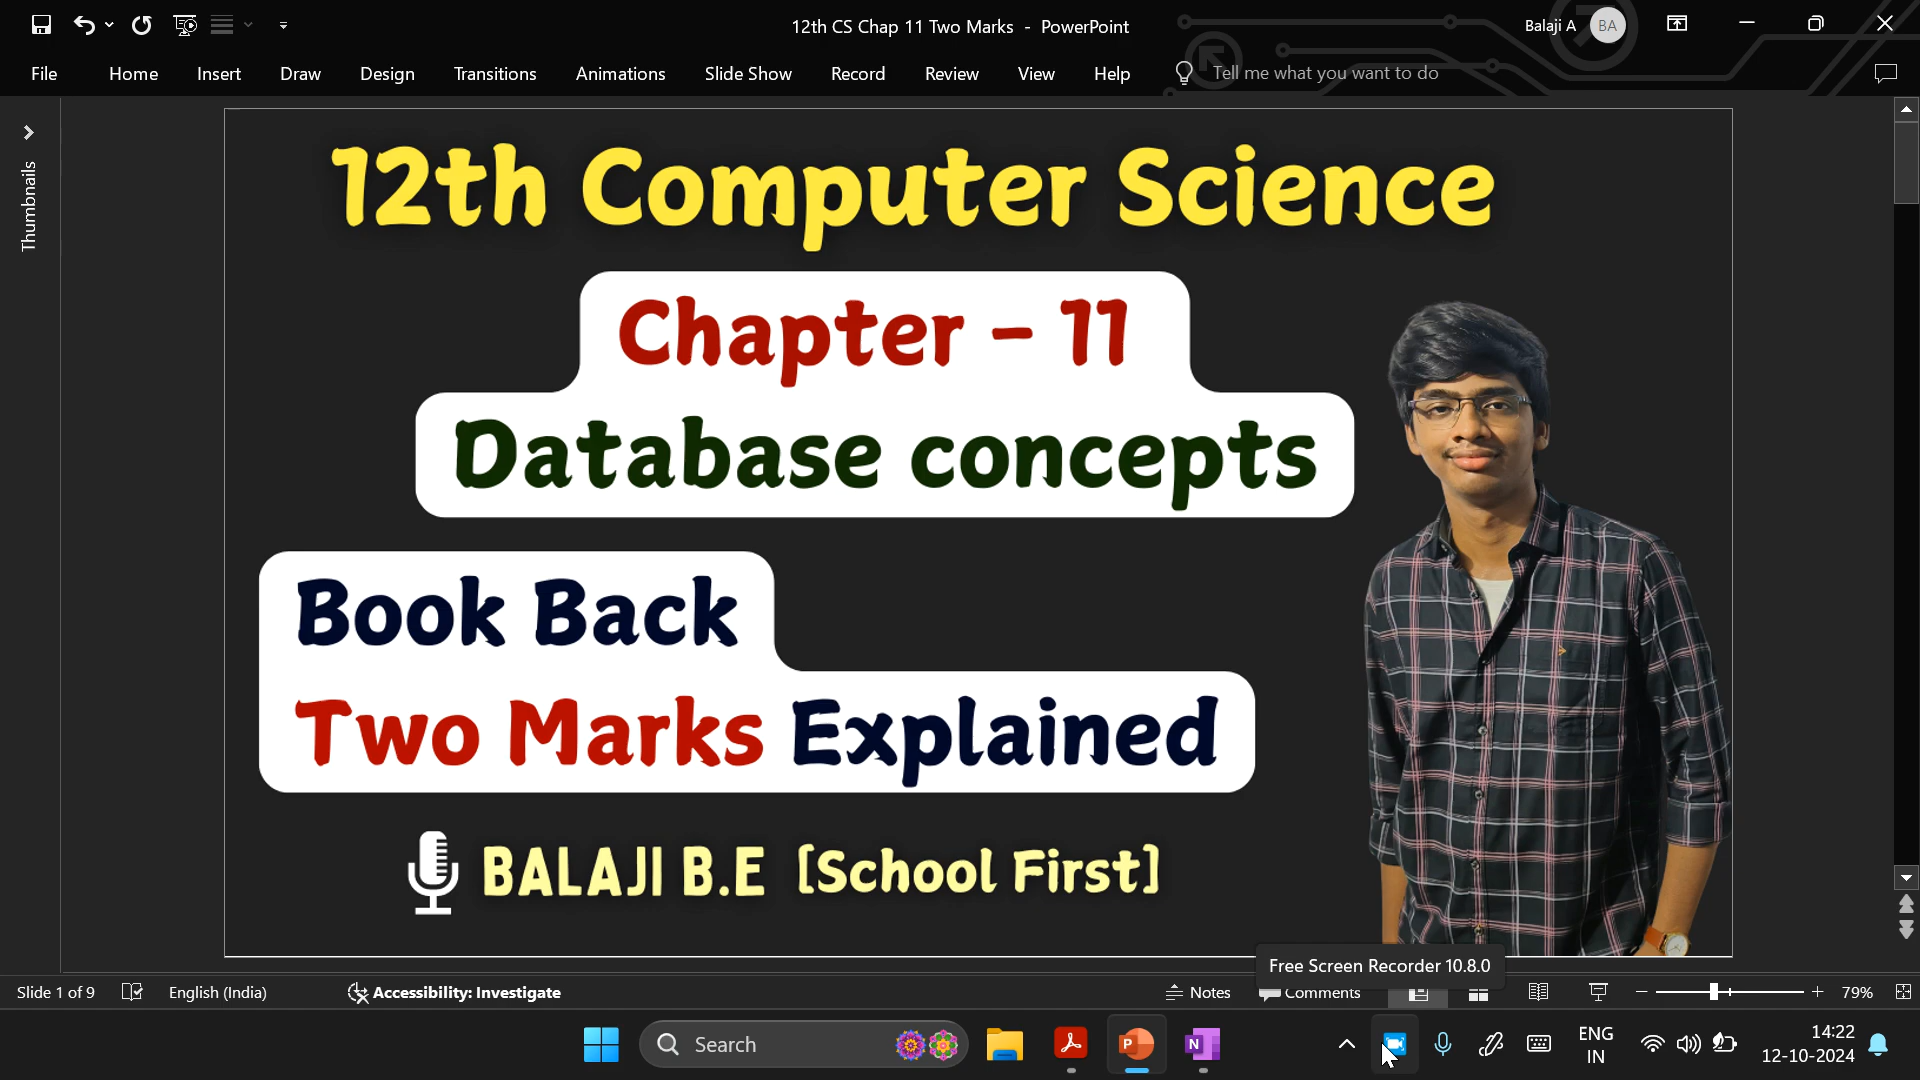 12th CS Chap 11 Two Marks - PowerPoint
Balaji A BA
File Home Insert Draw Design Transitions Animations Slide Show Record Review View Help Tell me what you want to do
Thumbnails
12th Computer Science
Chapter - 11
Database concepts
Book Back
Two Marks Explained
BALAJI B.E [School First]
Free Screen Recorder 10.8.0
Slide 1 of 9 English (India) Accessibility: Investigate Notes Comments 79%
Search
ENG
IN
14:22
12-10-2024